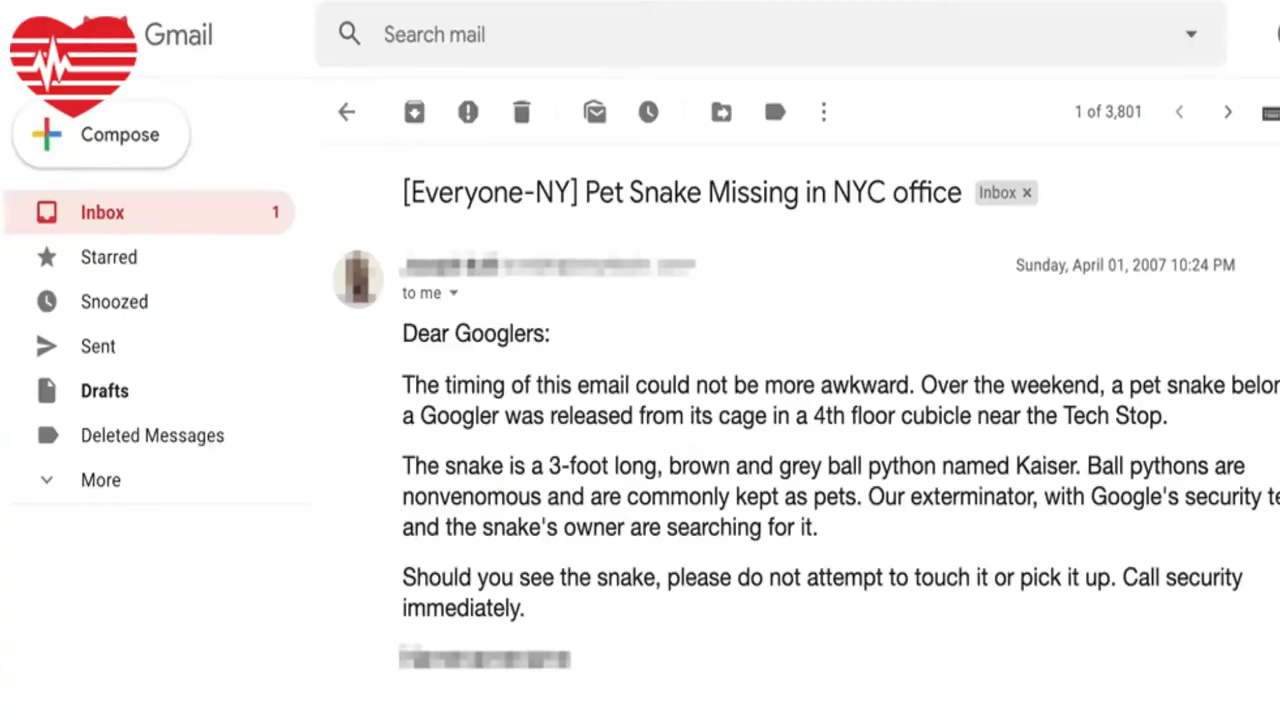 Gmail
Search mail
Compose
1 of 3,801
[Everyone-NY] Pet Snake Missing in NYC office
Inbox ×
Inbox 1
Starred
Snoozed
Sent
Drafts
Deleted Messages
More
Sunday, April 01, 2007 10:24 PM
to me
Dear Googlers:
The timing of this email could not be more awkward. Over the weekend, a pet snake
a Googler was released from its cage in a 4th floor cubicle near the Tech Stop.
The snake is a 3-foot long, brown and grey ball python named Kaiser. Ball pythons are
nonvenomous and are commonly kept as pets. Our exterminator, with Google's security
and the snake's owner are searching for it.
Should you see the snake, please do not attempt to touch it or pick it up. Call security
immediately.